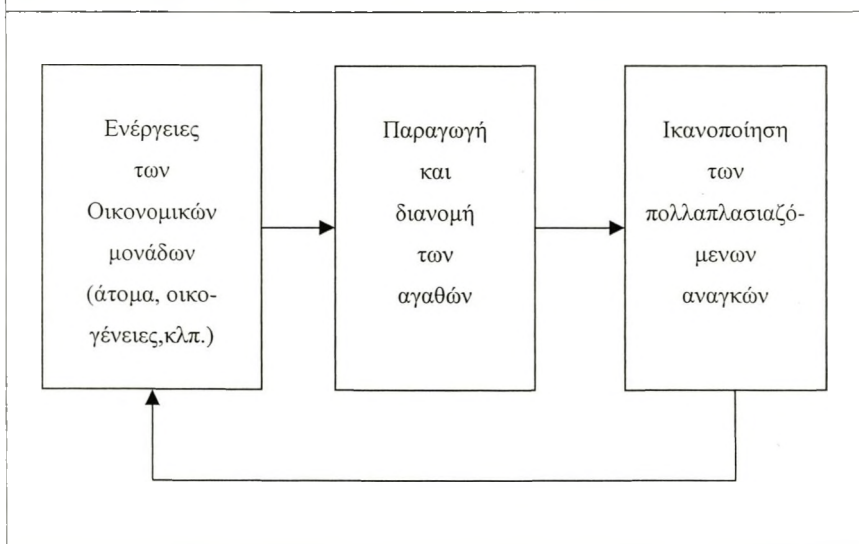 Ενέργειες
των
Οικονομικών
μονάδων
(άτομα, οικο-
γένειες,κλπ.)
Παραγωγή
και
διανομή
των
αγαθών
Ικανοποίηση
των
πολλαπλασιαζό-
μενων
αναγκών